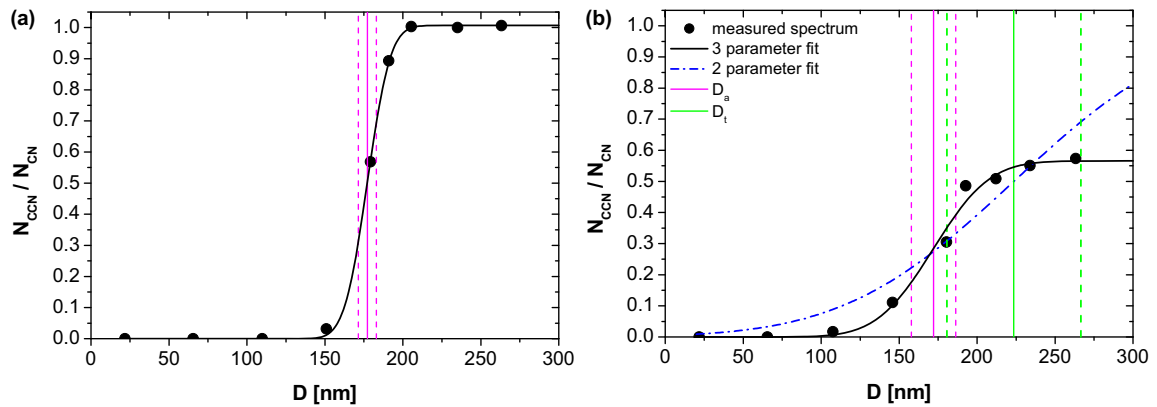 (a)
1.0
0.9
0.8
0.7
0.6
0.5
0.4
0.3
0.2
0.1
0.0
N_CCN / N_CN
0 50 100 150 200 250 300
D [nm]
(b)
measured spectrum
3 parameter fit
2 parameter fit
D_a
D_t
1.0
0.9
0.8
0.7
0.6
0.5
0.4
0.3
0.2
0.1
0.0
N_CCN / N_CN
0 50 100 150 200 250 300
D [nm]